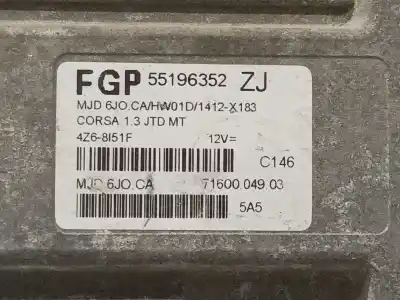 FGP 55196352 ZJ
MJD 6JO.CA/HW01D/1412-X183
CORSA 1.3 JTD MT
4Z6-8I51F 12V=
C146
MJD 6JO.CA 71600.049.03
5A5